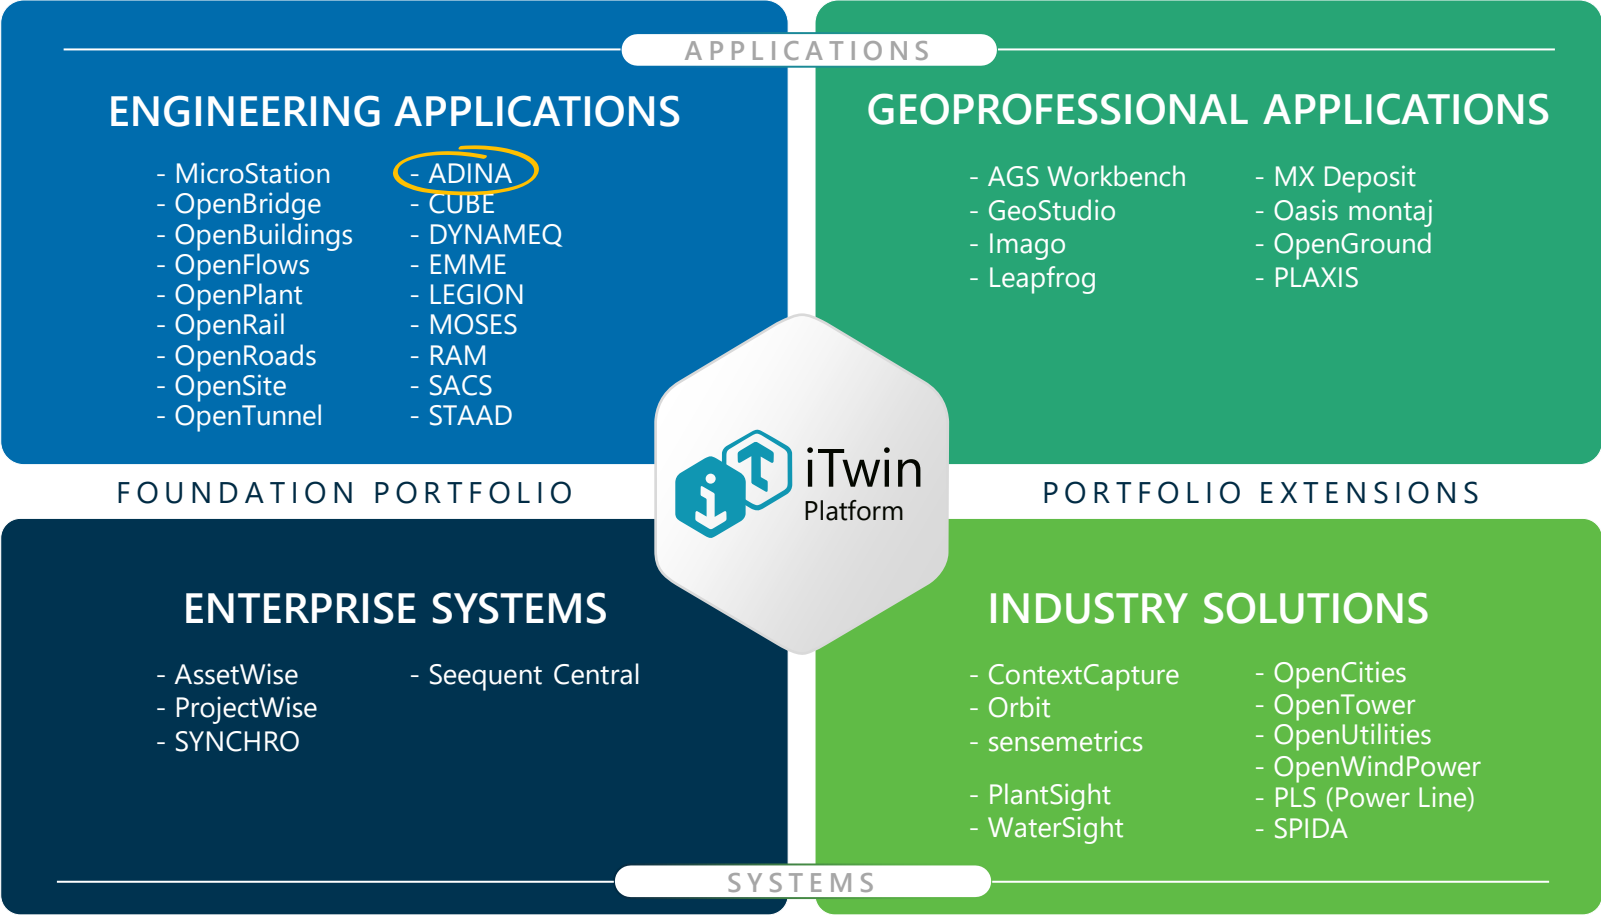 APPLICATIONS
ENGINEERING APPLICATIONS
- MicroStation
- OpenBridge
- OpenBuildings
- OpenFlows
- OpenPlant
- OpenRail
- OpenRoads
- OpenSite
- OpenTunnel
- ADINA
- CUBE
- DYNAMEQ
- EMME
- LEGION
- MOSES
- RAM
- SACS
- STAAD
GEOPROFESSIONAL APPLICATIONS
- AGS Workbench
- GeoStudio
- Imago
- Leapfrog
- MX Deposit
- Oasis montaj
- OpenGround
- PLAXIS
FOUNDATION PORTFOLIO
iTwin
Platform
PORTFOLIO EXTENSIONS
ENTERPRISE SYSTEMS
- AssetWise
- ProjectWise
- SYNCHRO
- Seequent Central
INDUSTRY SOLUTIONS
- ContextCapture
- Orbit
- sensemetrics
- PlantSight
- WaterSight
- OpenCities
- OpenTower
- OpenUtilities
- OpenWindPower
- PLS (Power Line)
- SPIDA
SYSTEMS